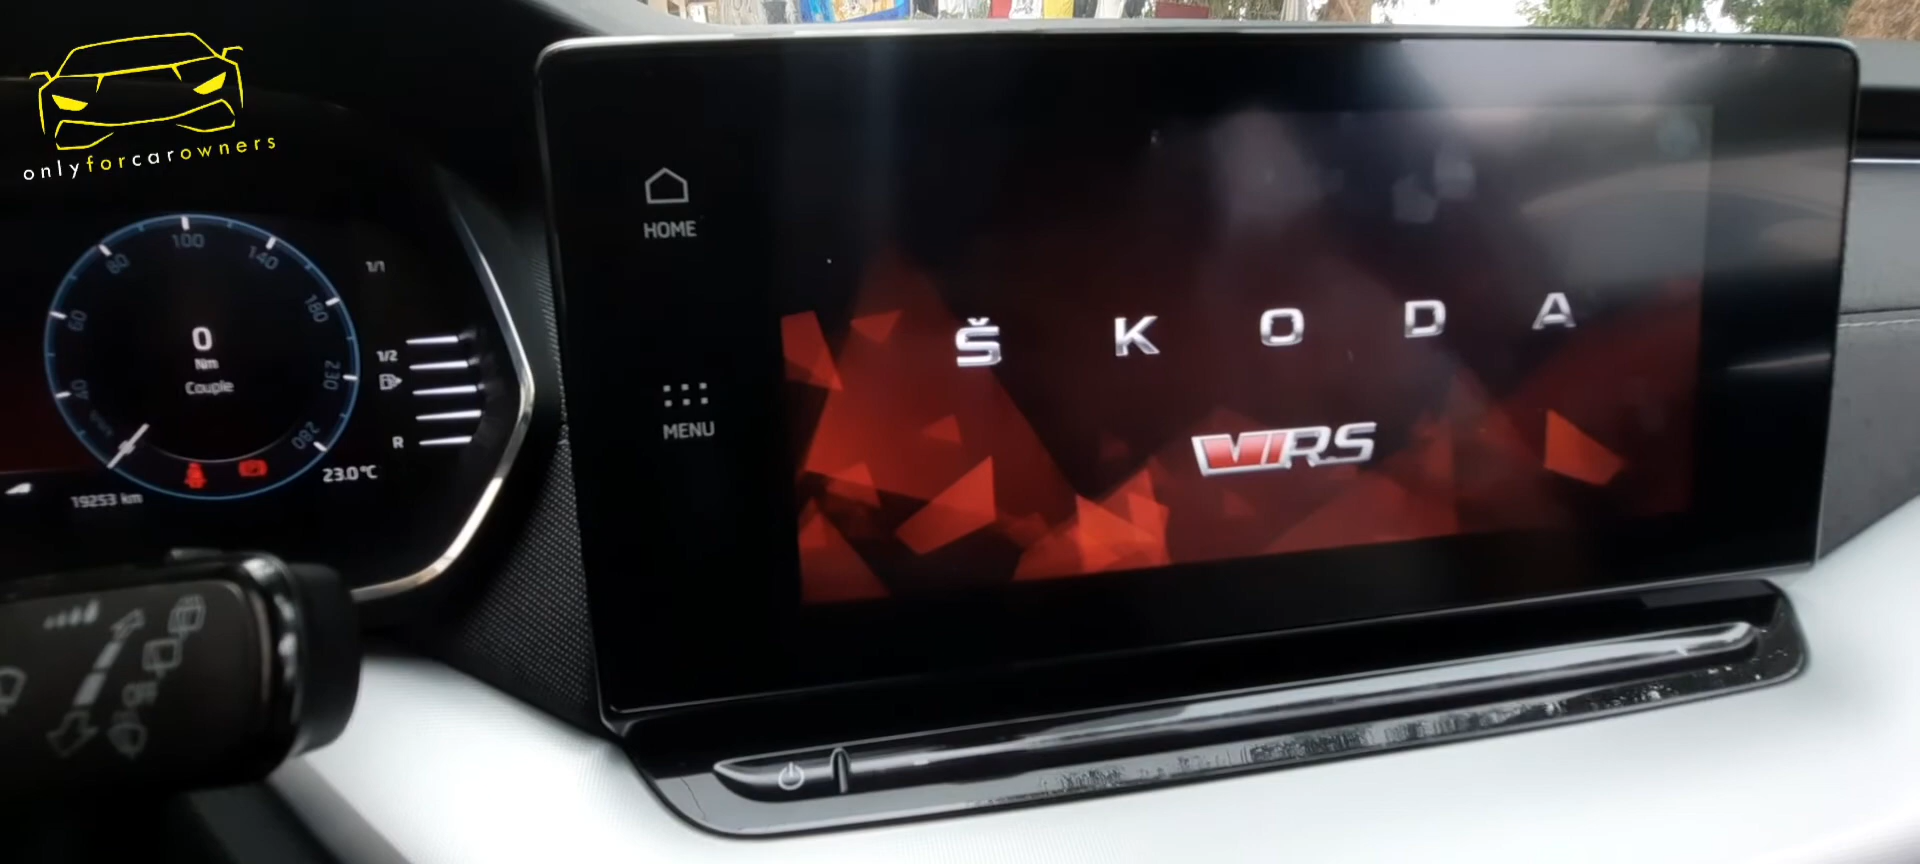 onlyforcarowners
100
80
140
1/1
60
180
0
1/2
Nm
Couple
230
40
280
R
23.0°C
19253 km
HOME
MENU
ŠKODA
VRS